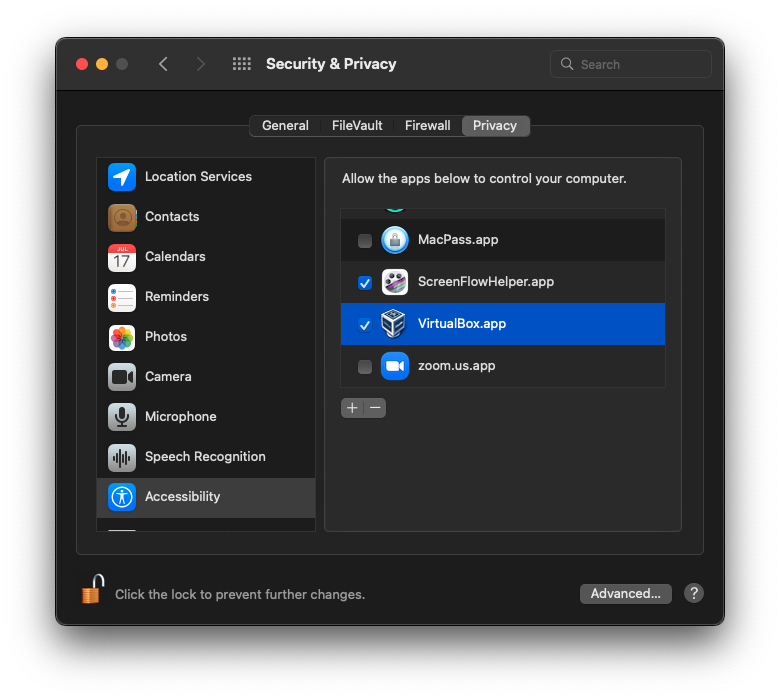 Security & Privacy
Search
General FileVault Firewall Privacy
Location Services
Contacts
JUL
17
Calendars
Reminders
Photos
Camera
Microphone
Speech Recognition
Accessibility
Allow the apps below to control your computer.
MacPass.app
ScreenFlowHelper.app
VirtualBox.app
zoom.us.app
+ −
Click the lock to prevent further changes.
Advanced... ?